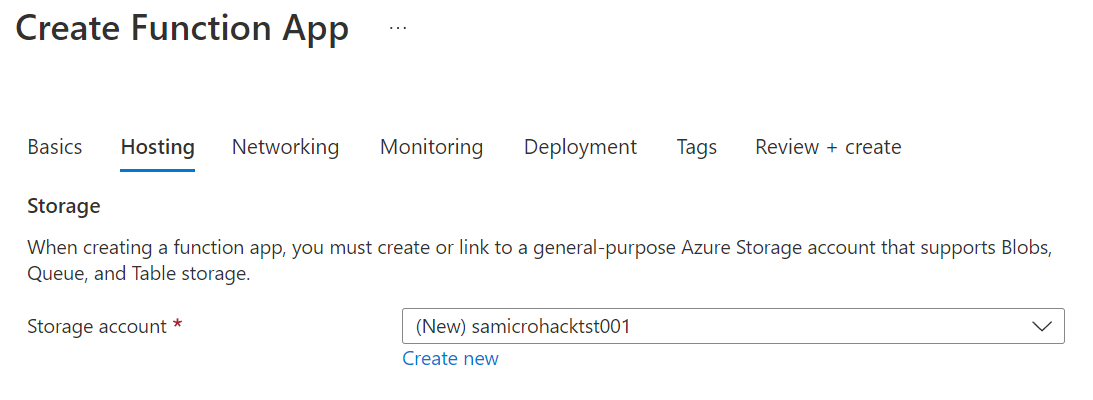 Create Function App ...
Basics Hosting Networking Monitoring Deployment Tags Review + create
Storage
When creating a function app, you must create or link to a general-purpose Azure Storage account that supports Blobs,
Queue, and Table storage.
Storage account * (New) samicrohacktst001
Create new